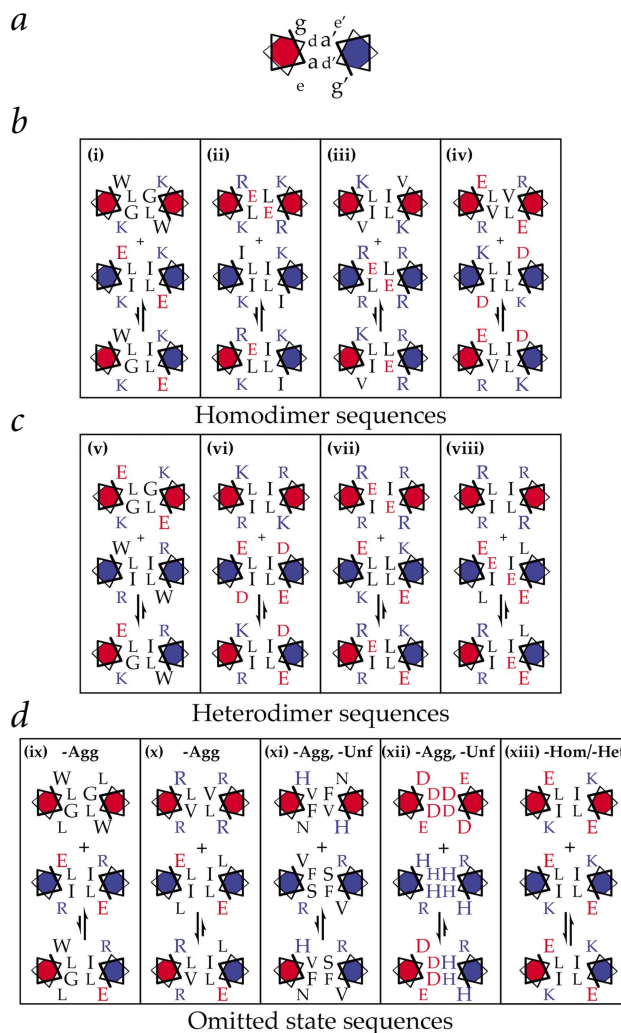 a
g e'
d a'
a d'
e
g'
b
(i) (ii) (iii) (iv)
W K R K K V E R
L G L I L V
G L I L V L
K W K R V K R E
+ + + +
E K I K R R K D
L I L I E L L I
I L I L L E I L
K E K I R R D K
W K R K K R E D
L I E I L L L I
G L I L I E V L
K E K I V R R K
Homodimer sequences
c
(v) (vi) (vii) (viii)
E K K R R R R R
L G L I E I L I
G L I L I E I L
K E R K R R R R
+ + + +
W R E D E K E L
L I L I L L E I
I L I L L L I E
R W D E K E L E
E R K D R K R L
L I L I E L L I
G L I L I L I E
K W R E R E R E
Heterodimer sequences
d
(ix) -Agg (x) -Agg (xi) -Agg, -Unf (xii) -Agg, -Unf (xiii) -Hom/-Het
W L R R H N D E E K
L G L V V F D D L I
G L V L F V D D I L
L W R R N H E D K E
+ + + + +
E R E L V R H R E K
L I L I F S H H L I
I L I L S F H H I L
R E L E R V R H K E
W R R L H R D R E K
L I L I V S D H L I
G L V L F F D H I L
L E R E N V E H K E
Omitted state sequences